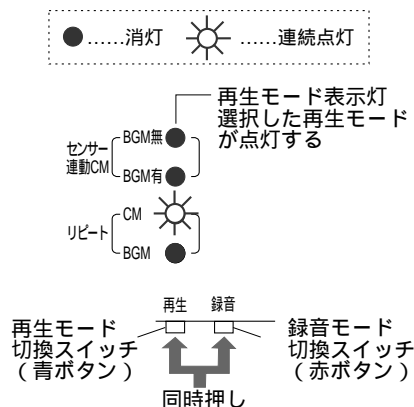 ……消灯 ……連続点灯
再生モード表示灯
選択した再生モード
が点灯する
センサー
連動CM
BGM無
BGM有
リピート
CM
BGM
再生 録音
再生モード
切換スイッチ
(青ボタン)
録音モード
切換スイッチ
(赤ボタン)
同時押し